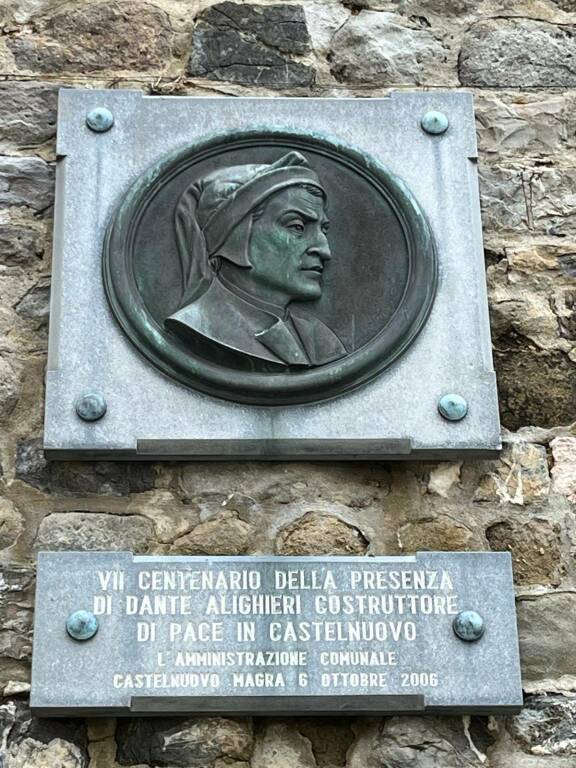 VII CENTENARIO DELLA PRESENZA
DI DANTE ALIGHIERI COSTRUTTORE
DI PACE IN CASTELNUOVO
L'AMMINISTRAZIONE COMUNALE
CASTELNUOVO MAGRA 6 OTTOBRE 2006